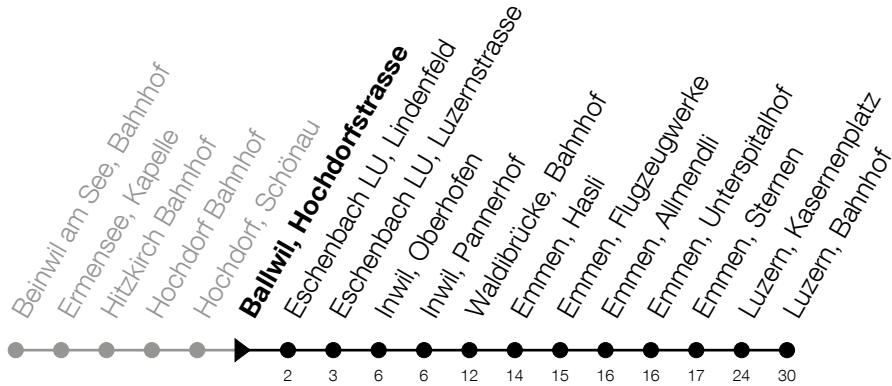 Beinwil am See, Bahnhof
Ermensee, Kapelle
Hitzkirch Bahnhof
Hochdorf Bahnhof
Hochdorf, Schönau
Ballwil, Hochdorfstrasse
Eschenbach LU, Lindenfeld
Eschenbach LU, Luzernstrasse
Inwil, Oberhofen
Inwil, Pannerhof
Waldibrücke, Bahnhof
Emmen, Hasli
Emmen, Flugzeugwerke
Emmen, Allmendli
Emmen, Unterspitalhof
Emmen, Sternen
Luzern, Kasernenplatz
Luzern, Bahnhof
2 3 6 6 12 14 15 16 16 17 24 30